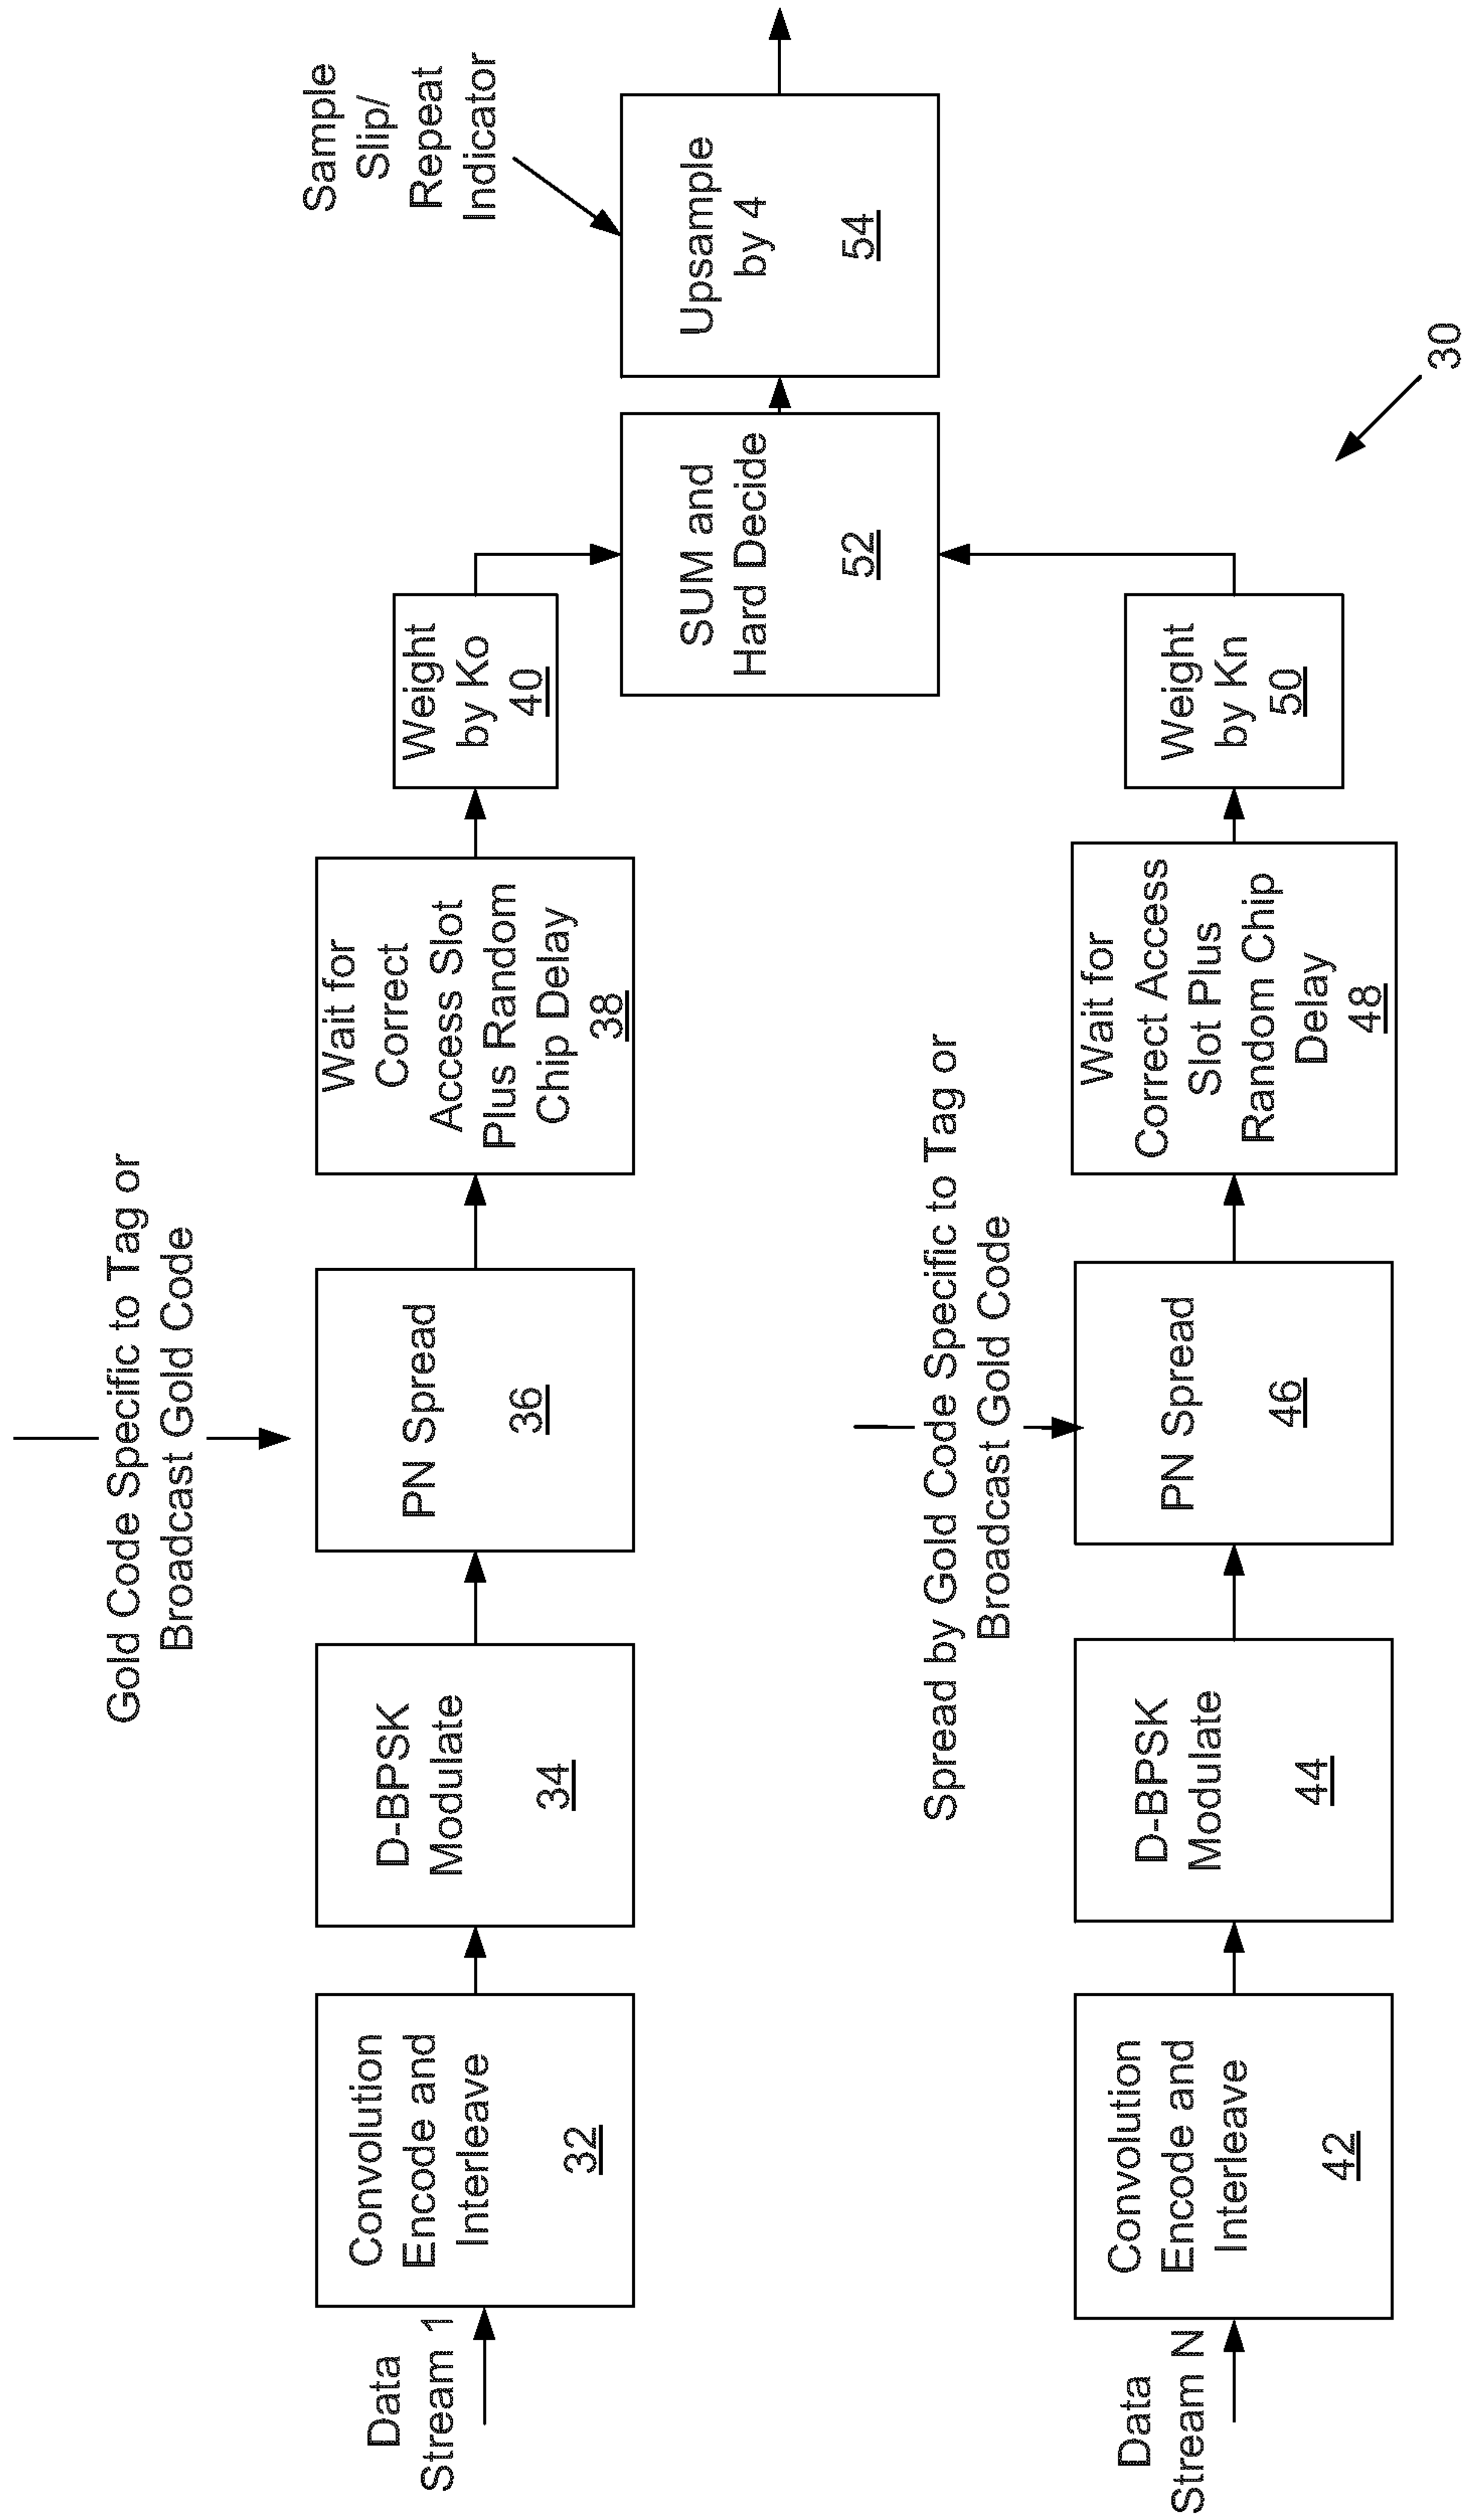 Data
Stream 1
Convolution
Encode and
Interleave
32
D-BPSK
Modulate
34
Gold Code Specific to Tag or
Broadcast Gold Code
PN Spread
36
Wait for
Correct
Access Slot
Plus Random
Chip Delay
38
Weight
by Ko
40
Data
Stream N
Convolution
Encode and
Interleave
42
D-BPSK
Modulate
44
Spread by Gold Code Specific to Tag or
Broadcast Gold Code
PN Spread
46
Wait for
Correct Access
Slot Plus
Random Chip
Delay
48
Weight
by Kn
50
SUM and
Hard Decide
52
Sample
Slip/
Repeat
Indicator
Upsample
by 4
54
30